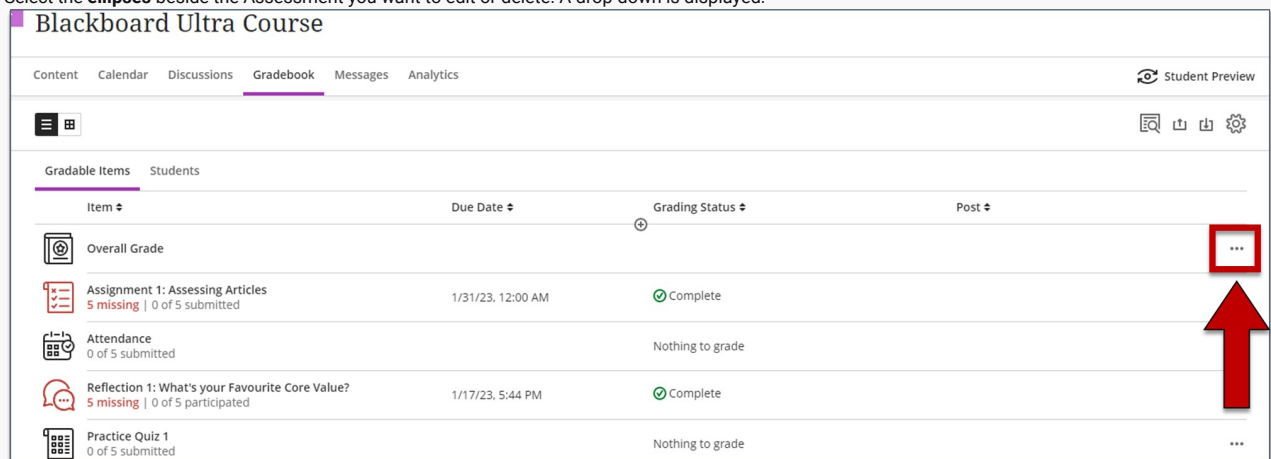 Select the ellipses beside the Assessment you want to edit or delete. A drop down is displayed.
Blackboard Ultra Course
Content Calendar Discussions Gradebook Messages Analytics Student Preview
Gradable Items Students
Item Due Date Grading Status Post
Overall Grade
Assignment 1: Assessing Articles
5 missing | 0 of 5 submitted
1/31/23, 12:00 AM Complete
Attendance
0 of 5 submitted
Nothing to grade
Reflection 1: What's your Favourite Core Value?
5 missing | 0 of 5 participated
1/17/23, 5:44 PM Complete
Practice Quiz 1
0 of 5 submitted
Nothing to grade